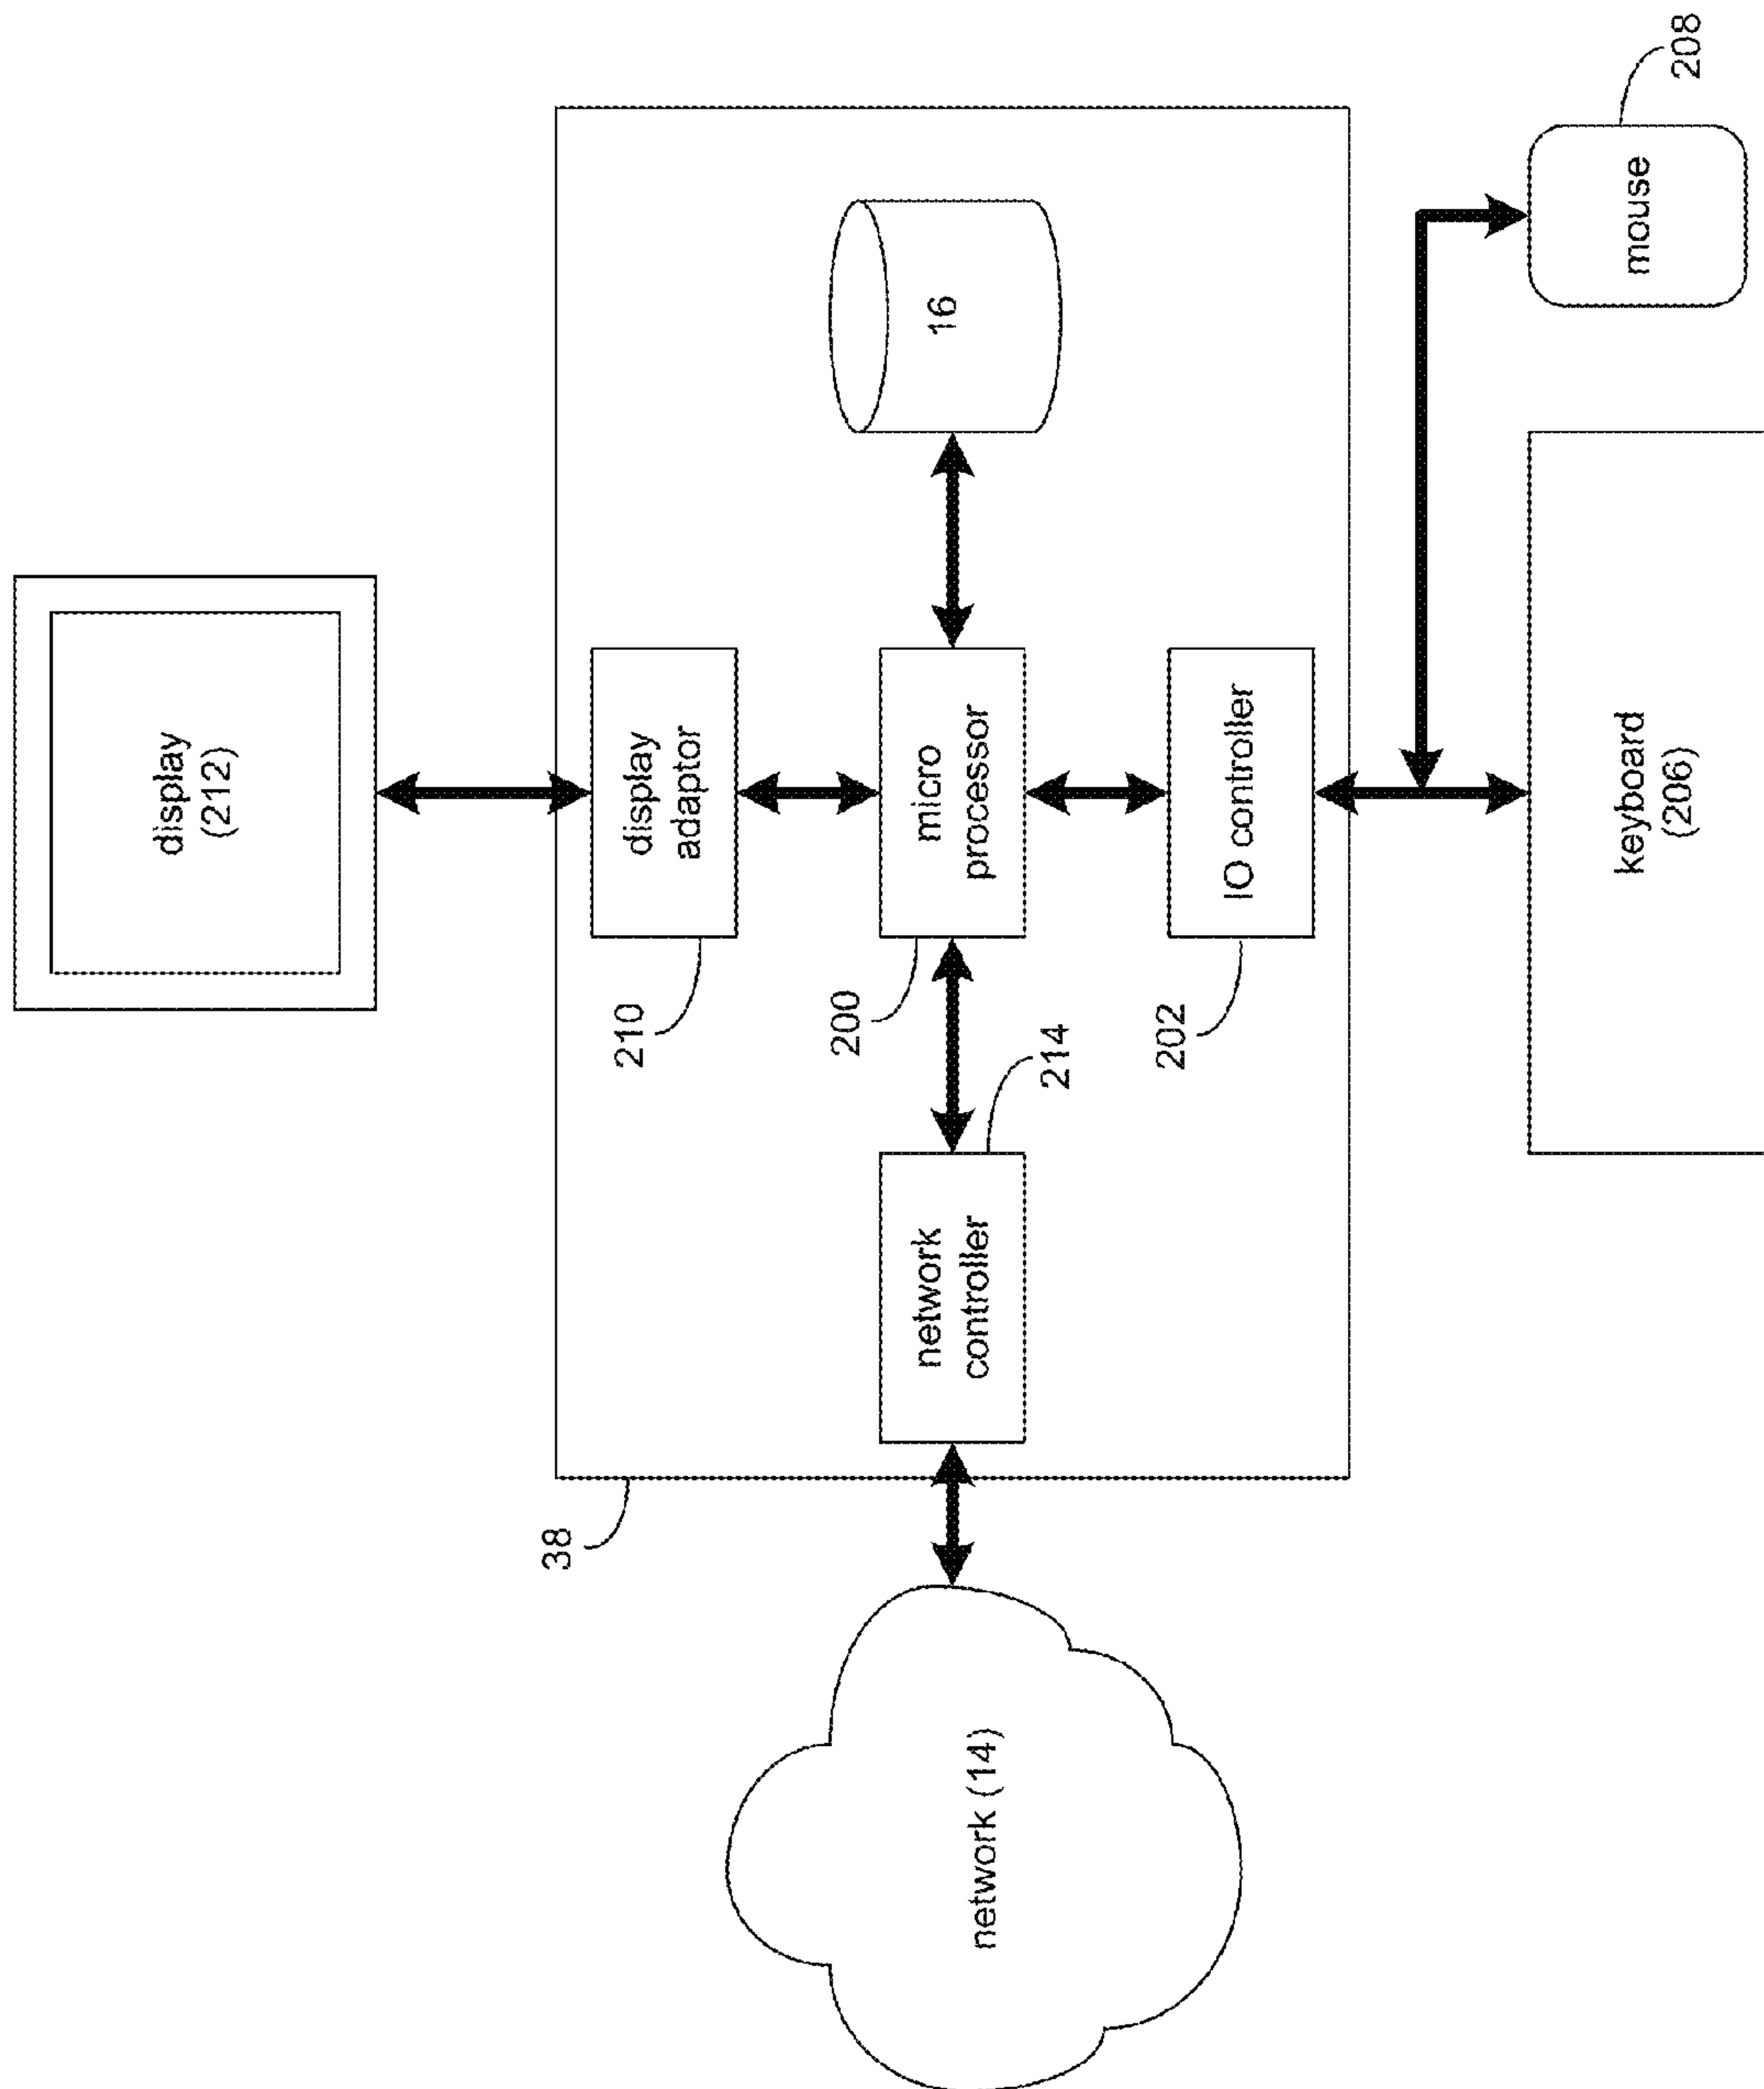 display
(212)
210
display
adaptor
200
micro
processor
16
38
network
controller
214
202
IO controller
network (14)
keyboard
(206)
mouse
208